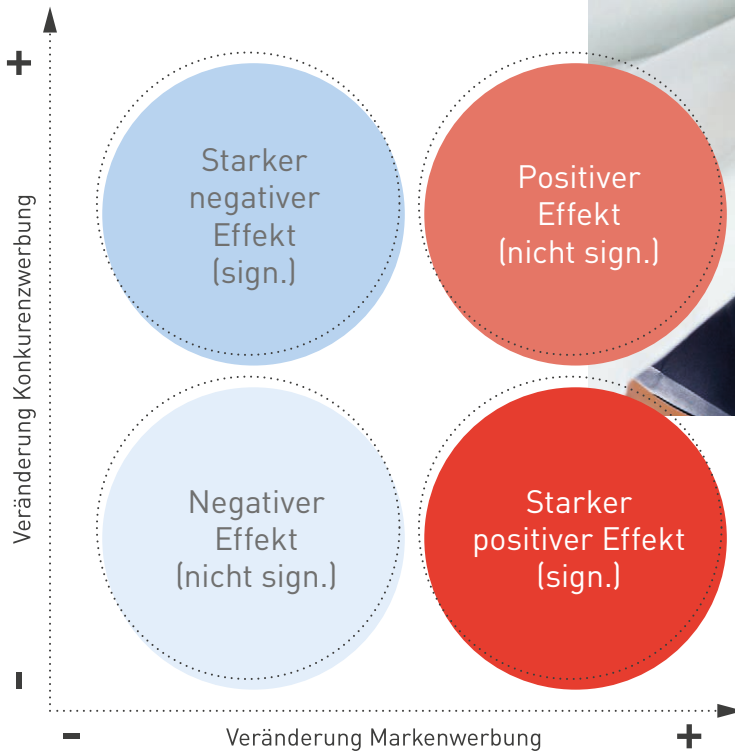 +
Starker
negativer
Effekt
(sign.)
Positiver
Effekt
(nicht sign.)
Veränderung Konkurenzwerbung
Negativer
Effekt
(nicht sign.)
Starker
positiver Effekt
(sign.)
-
-
Veränderung Markenwerbung
+